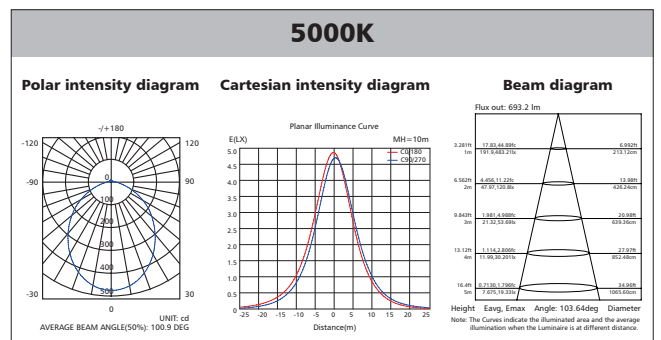 5000K
Polar intensity diagram
Cartesian intensity diagram
Beam diagram
-/+180
-120
120
-90
90
-30
30
0
0
100
200
300
400
500
UNIT: cd
AVERAGE BEAM ANGLE(50%): 100.9 DEG
Planar Illuminance Curve
E(LX)
MH=10m
C0/180
C90/270
5.0
4.5
4.0
3.5
3.0
2.5
2.0
1.5
1.0
0.5
0
-25 -20 -15 -10 -5 0 5 10 15 20 25
Distance(m)
Flux out: 693.2 lm
3.281ft 17.83,44.89fc 6.992ft
1m 191.9,483.21lx 213.12cm
6.562ft 4.456,11.22fc 13.98ft
2m 47.97,120.8lx 426.24cm
9.843ft 1.981,4.988fc 20.98ft
3m 21.32,53.69lx 639.36cm
13.12ft 1.114,2.806fc 27.97ft
4m 11.99,30.201lx 852.48cm
16.4ft 0.7130,1.796fc 34.96ft
5m 7.675,19.33lx 1065.60cm
Height Eavg, Emax Angle: 103.64deg Diameter
Note: The Curves indicate the illuminated area and the average
illumination when the Luminaire is at different distance.